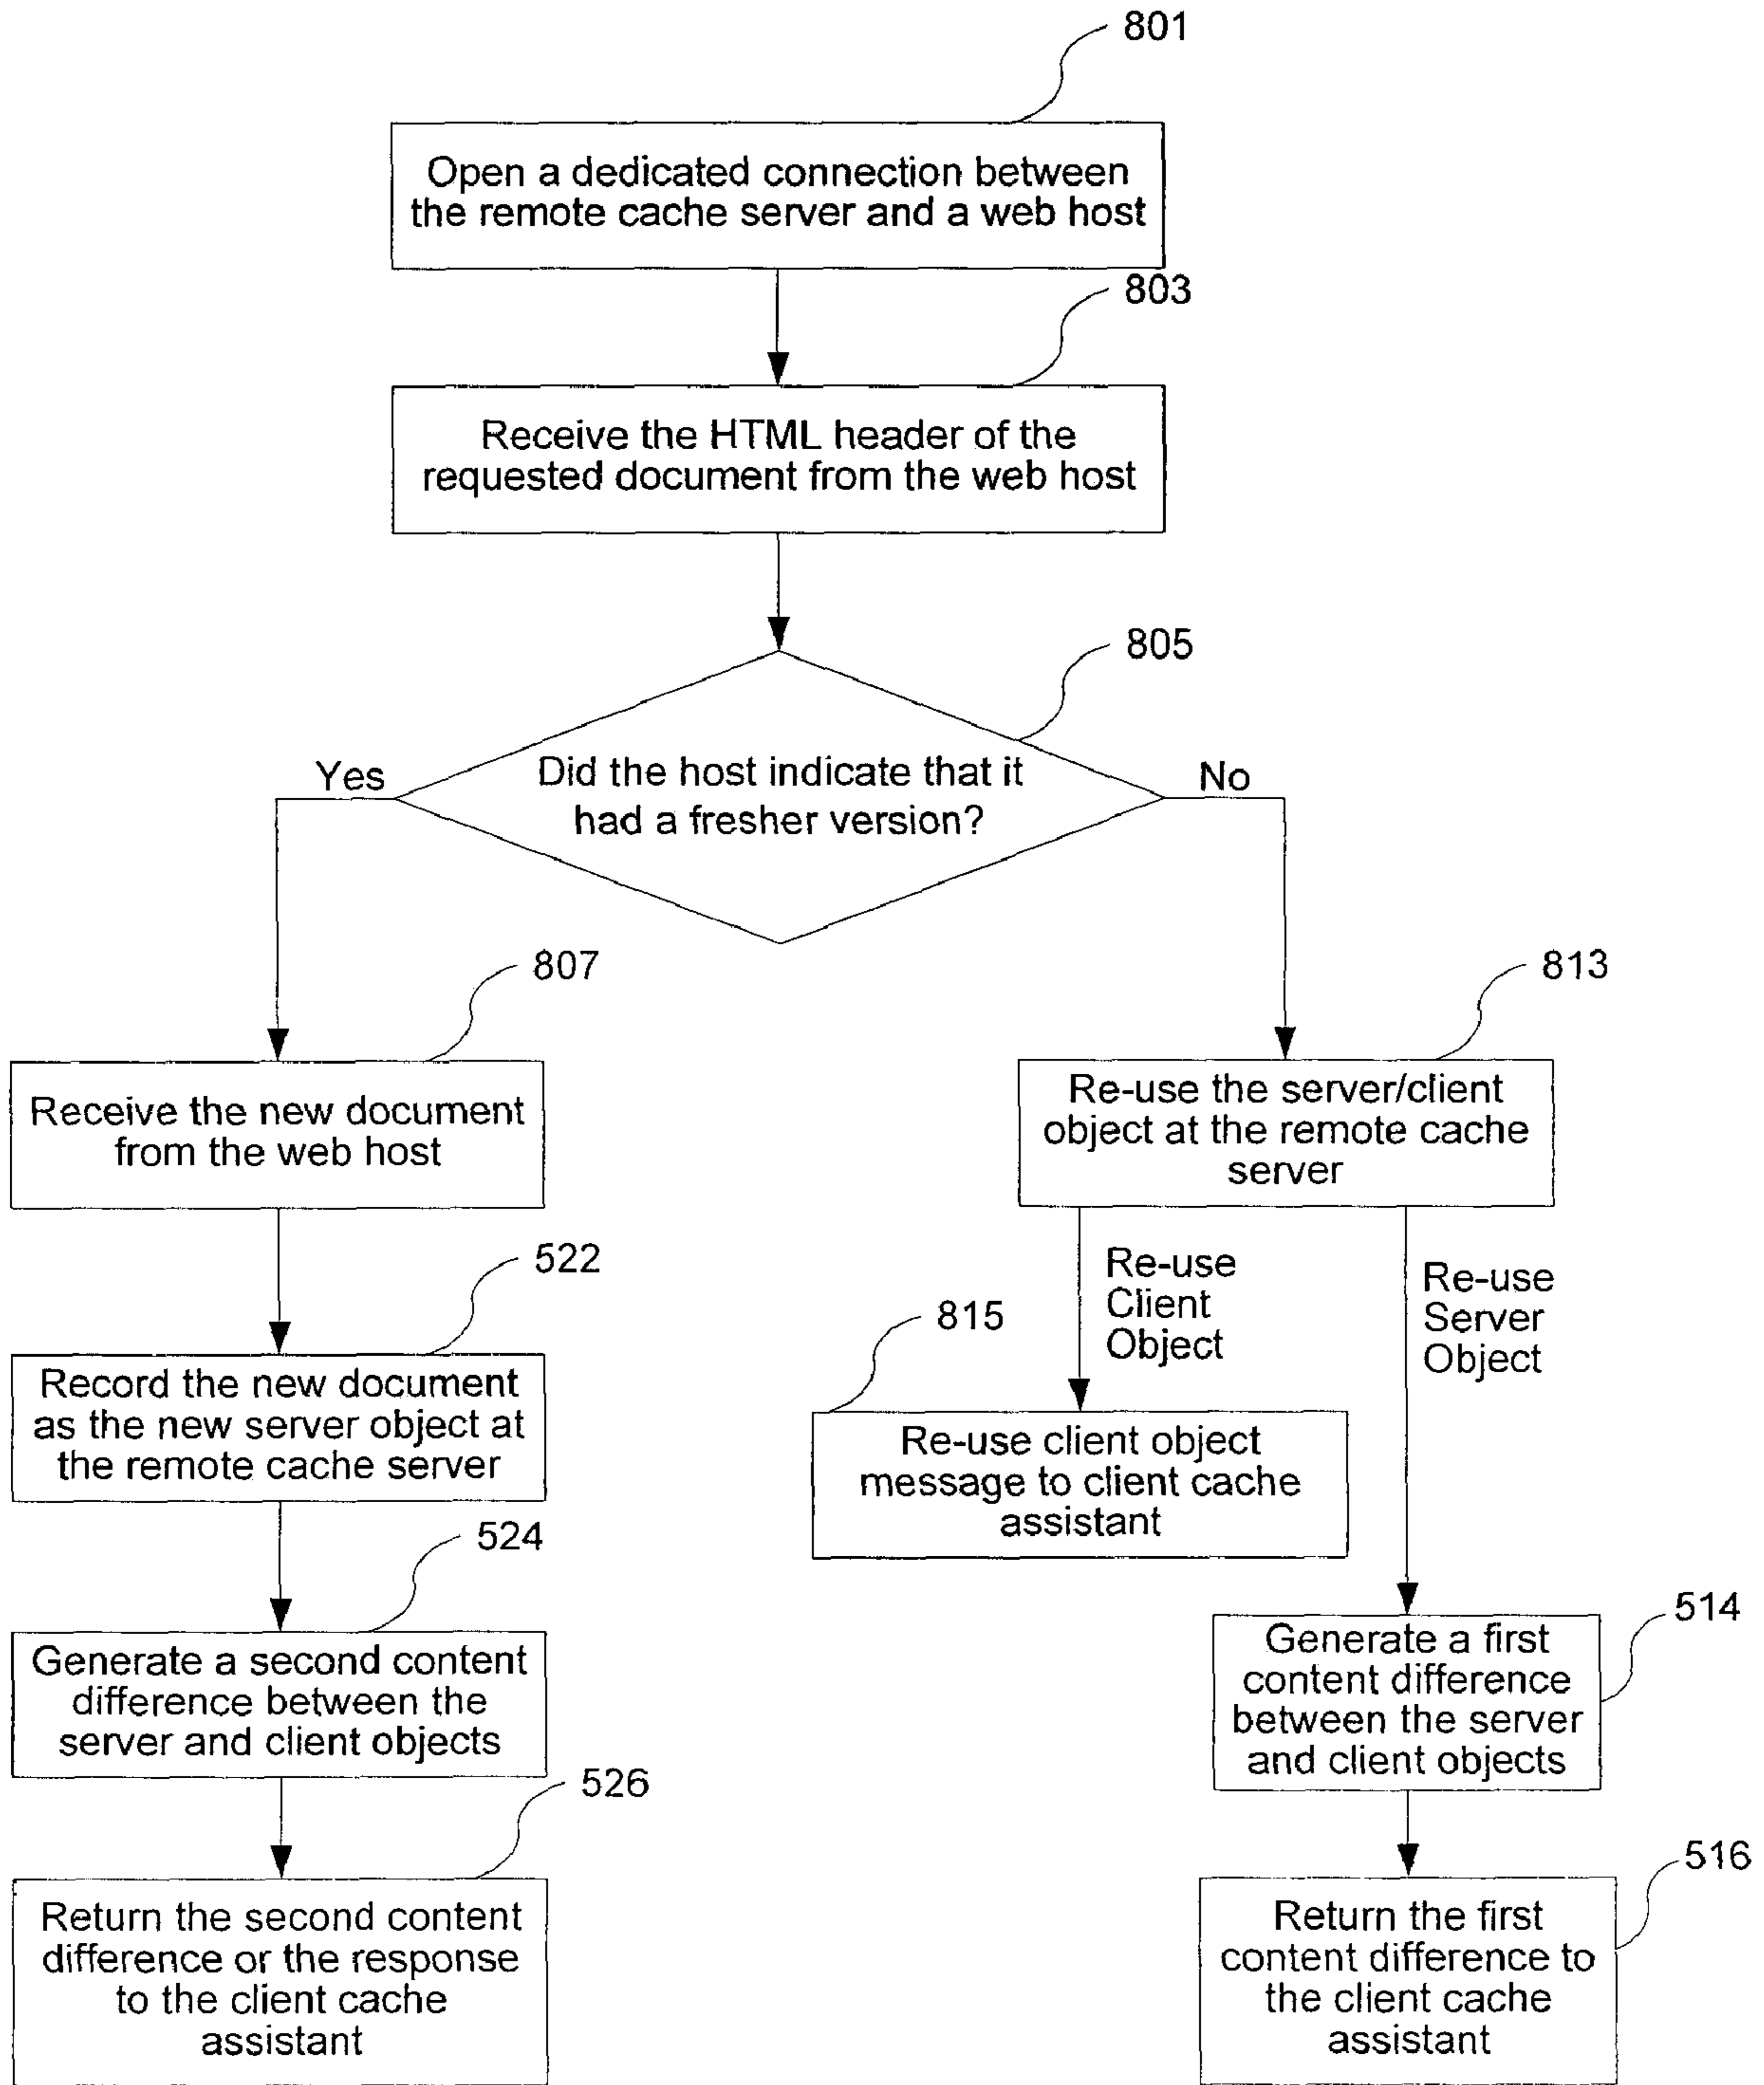 801
Open a dedicated connection between
the remote cache server and a web host
803
Receive the HTML header of the
requested document from the web host
805
Did the host indicate that it
had a fresher version?
Yes
No
807
Receive the new document
from the web host
813
Re-use the server/client
object at the remote cache
server
522
Record the new document
as the new server object at
the remote cache server
Re-use
Client
Object
Re-use
Server
Object
815
Re-use client object
message to client cache
assistant
524
Generate a second content
difference between the
server and client objects
514
Generate a first
content difference
between the server
and client objects
526
Return the second content
difference or the response
to the client cache
assistant
516
Return the first
content difference to
the client cache
assistant